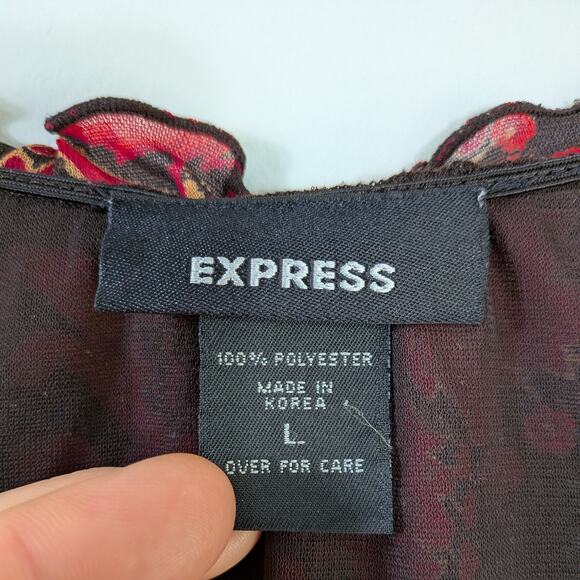 EXPRESS
100% POLYESTER
MADE IN
KOREA
L
OVER FOR CARE